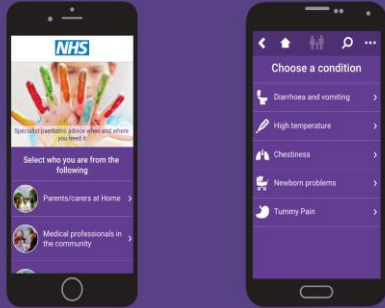 NHS
Specialist paediatric advice when and where
you need it
Select who you are from the
following
Parents/carers at Home
Medical professionals in
the community
Choose a condition
Diarrhoea and vomiting
High temperature
Chestiness
Newborn problems
Tummy Pain